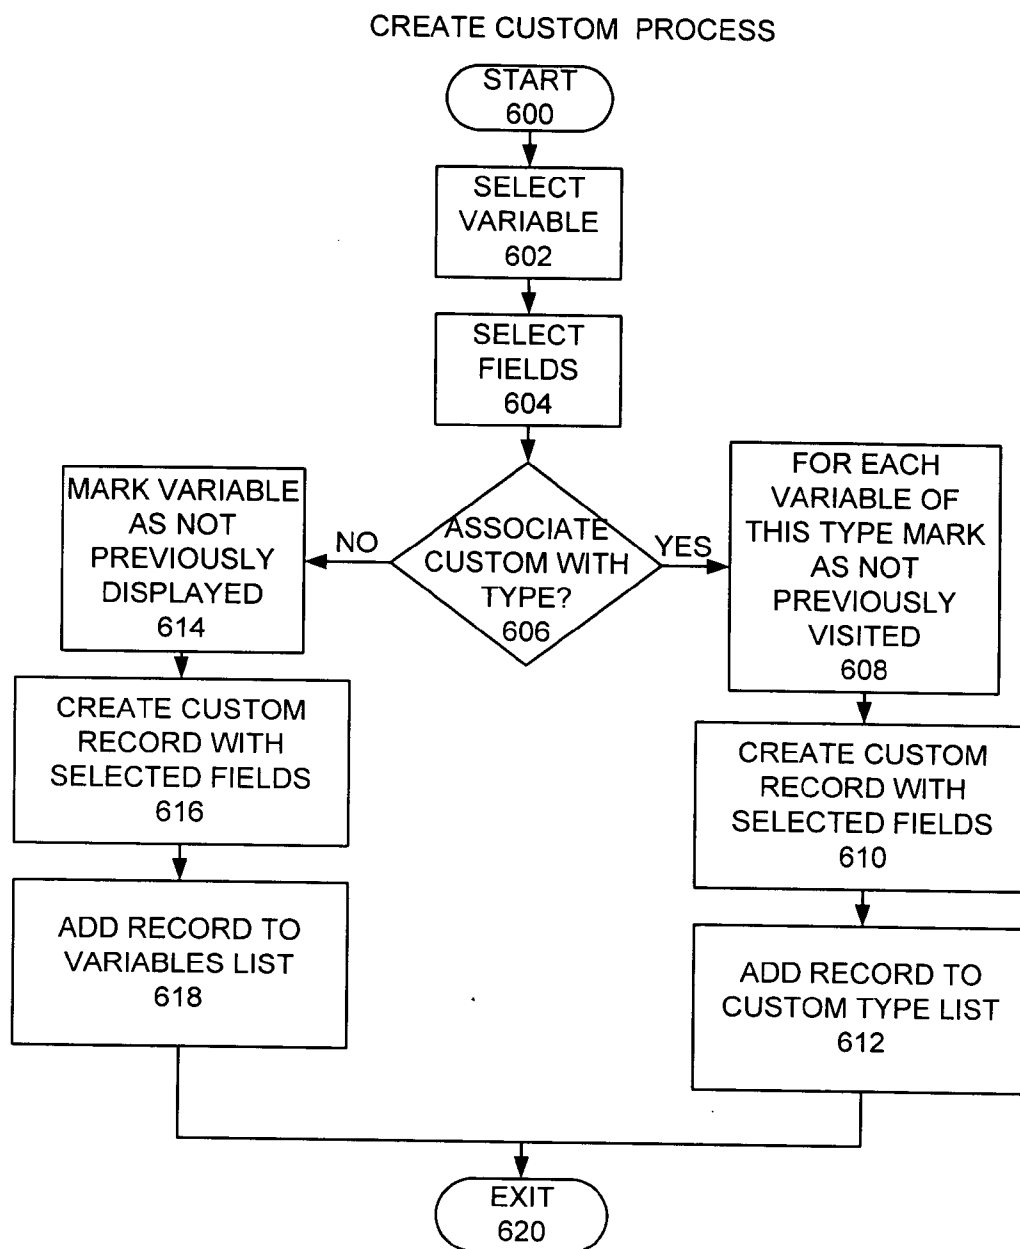 CREATE CUSTOM PROCESS
START
600
SELECT
VARIABLE
602
SELECT
FIELDS
604
ASSOCIATE
CUSTOM WITH
TYPE?
606
NO
YES
MARK VARIABLE
AS NOT
PREVIOUSLY
DISPLAYED
614
CREATE CUSTOM
RECORD WITH
SELECTED FIELDS
616
ADD RECORD TO
VARIABLES LIST
618
FOR EACH
VARIABLE OF
THIS TYPE MARK
AS NOT
PREVIOUSLY
VISITED
608
CREATE CUSTOM
RECORD WITH
SELECTED FIELDS
610
ADD RECORD TO
CUSTOM TYPE LIST
612
EXIT
620